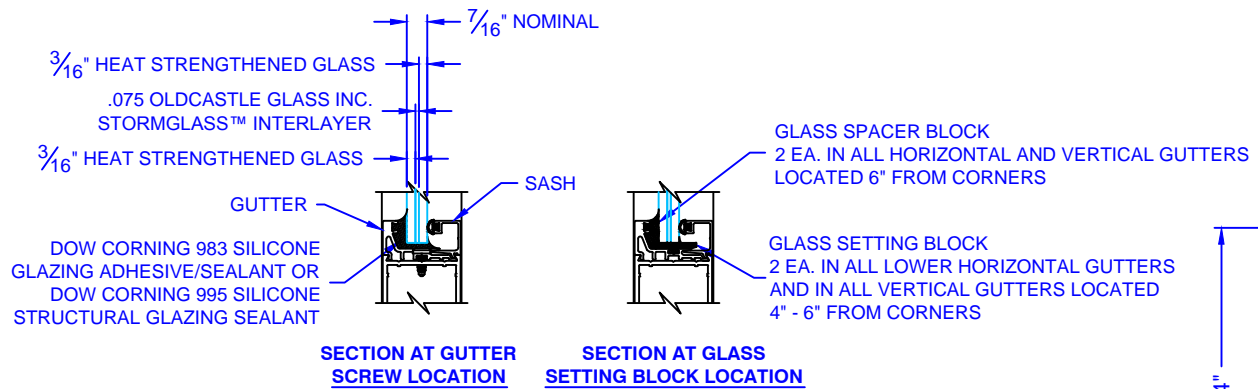 7/16" NOMINAL
3/16" HEAT STRENGTHENED GLASS
.075 OLDCASTLE GLASS INC.
STORMGLASS™ INTERLAYER
3/16" HEAT STRENGTHENED GLASS
SASH
GUTTER
DOW CORNING 983 SILICONE
GLAZING ADHESIVE/SEALANT OR
DOW CORNING 995 SILICONE
STRUCTURAL GLAZING SEALANT
SECTION AT GUTTER
SCREW LOCATION
GLASS SPACER BLOCK
2 EA. IN ALL HORIZONTAL AND VERTICAL GUTTERS
LOCATED 6" FROM CORNERS
GLASS SETTING BLOCK
2 EA. IN ALL LOWER HORIZONTAL GUTTERS
AND IN ALL VERTICAL GUTTERS LOCATED
4" - 6" FROM CORNERS
SECTION AT GLASS
SETTING BLOCK LOCATION